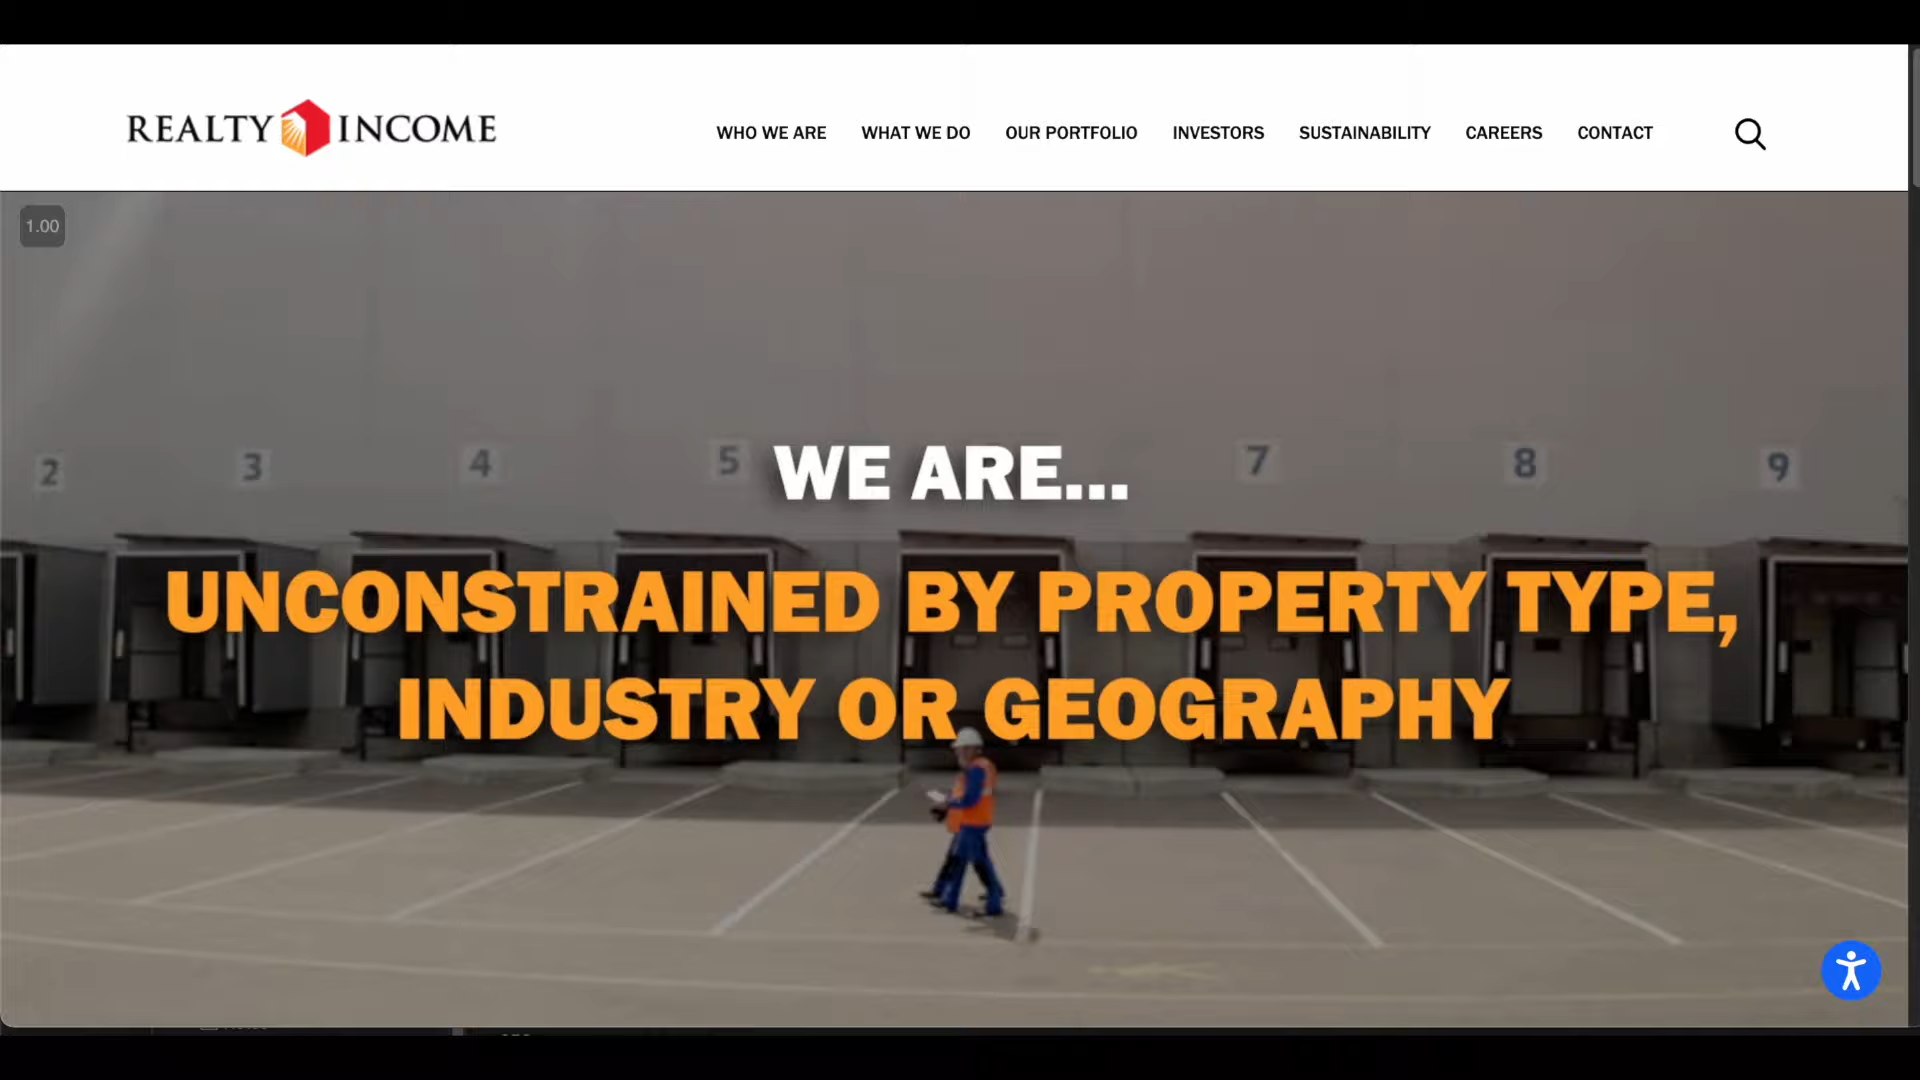 REALTY INCOME
WHO WE ARE
WHAT WE DO
OUR PORTFOLIO
INVESTORS
SUSTAINABILITY
CAREERS
CONTACT
1.00
2
3
4
5
7
8
9
WE ARE...
UNCONSTRAINED BY PROPERTY TYPE,
INDUSTRY OR GEOGRAPHY